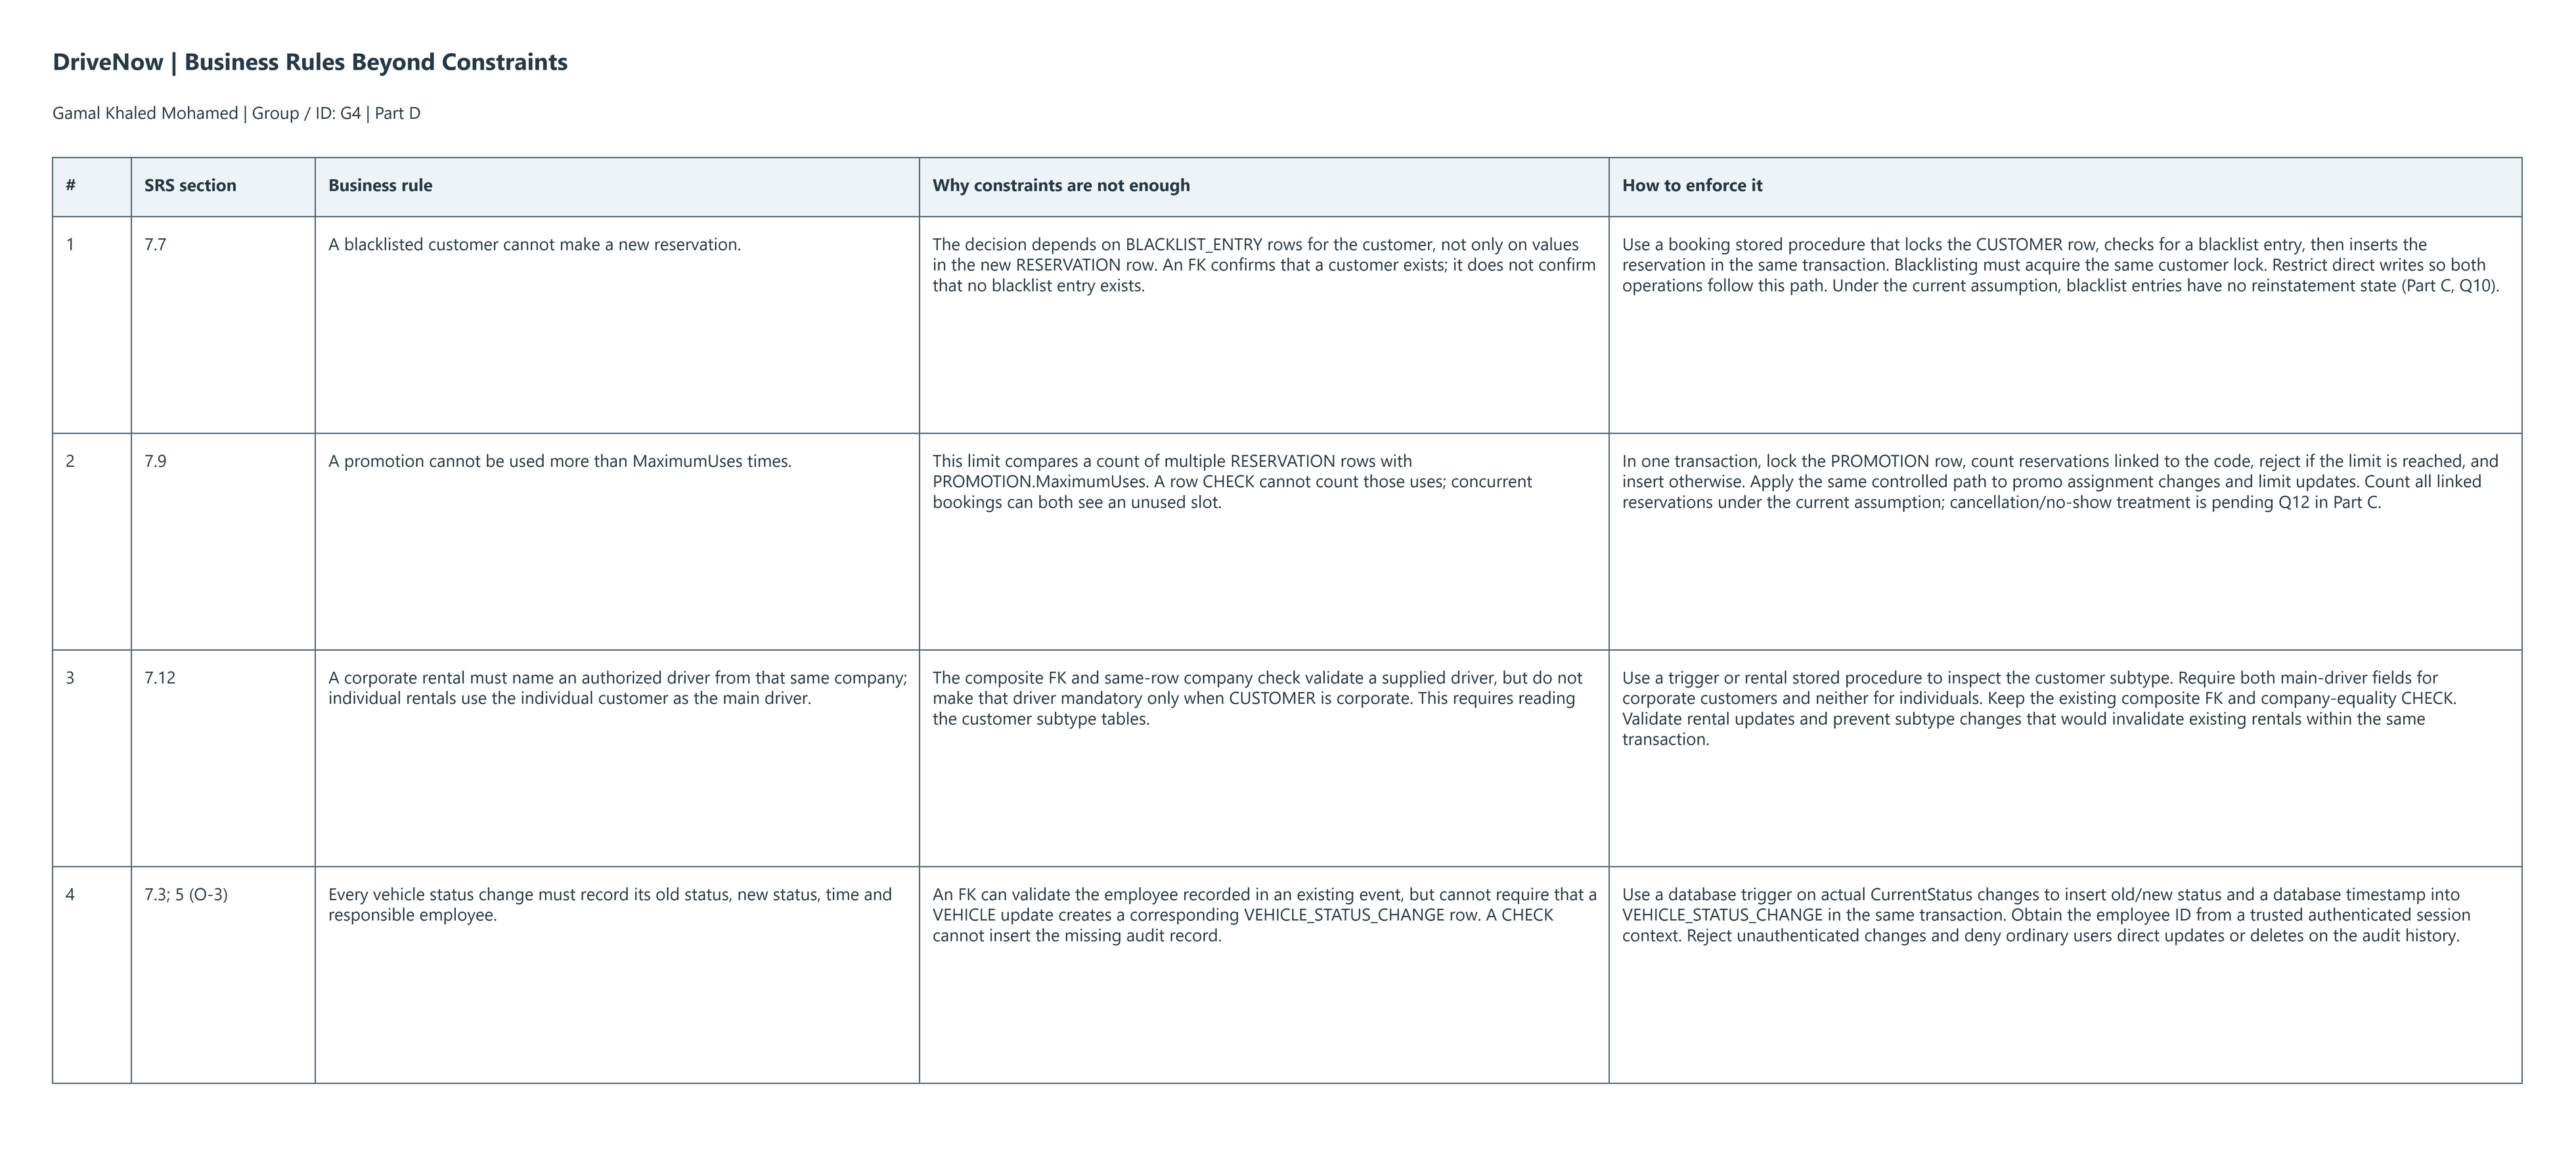 DriveNow | Business Rules Beyond Constraints
Gamal Khaled Mohamed | Group / ID: G4 | Part D
#
SRS section
Business rule
Why constraints are not enough
How to enforce it
1
7.7
A blacklisted customer cannot make a new reservation.
The decision depends on BLACKLIST_ENTRY rows for the customer, not only on values
in the new RESERVATION row. An FK confirms that a customer exists; it does not confirm
that no blacklist entry exists.
Use a booking stored procedure that locks the CUSTOMER row, checks for a blacklist entry, then inserts the
reservation in the same transaction. Blacklisting must acquire the same customer lock. Restrict direct writes so both
operations follow this path. Under the current assumption, blacklist entries have no reinstatement state (Part C, Q10).
2
7.9
A promotion cannot be used more than MaximumUses times.
This limit compares a count of multiple RESERVATION rows with
PROMOTION.MaximumUses. A row CHECK cannot count those uses; concurrent
bookings can both see an unused slot.
In one transaction, lock the PROMOTION row, count reservations linked to the code, reject if the limit is reached, and
insert otherwise. Apply the same controlled path to promo assignment changes and limit updates. Count all linked
reservations under the current assumption; cancellation/no-show treatment is pending Q12 in Part C.
3
7.12
A corporate rental must name an authorized driver from that same company;
individual rentals use the individual customer as the main driver.
The composite FK and same-row company check validate a supplied driver, but do not
make that driver mandatory only when CUSTOMER is corporate. This requires reading
the customer subtype tables.
Use a trigger or rental stored procedure to inspect the customer subtype. Require both main-driver fields for
corporate customers and neither for individuals. Keep the existing composite FK and company-equality CHECK.
Validate rental updates and prevent subtype changes that would invalidate existing rentals within the same
transaction.
4
7.3; 5 (O-3)
Every vehicle status change must record its old status, new status, time and
responsible employee.
An FK can validate the employee recorded in an existing event, but cannot require that a
VEHICLE update creates a corresponding VEHICLE_STATUS_CHANGE row. A CHECK
cannot insert the missing audit record.
Use a database trigger on actual CurrentStatus changes to insert old/new status and a database timestamp into
VEHICLE_STATUS_CHANGE in the same transaction. Obtain the employee ID from a trusted authenticated session
context. Reject unauthenticated changes and deny ordinary users direct updates or deletes on the audit history.